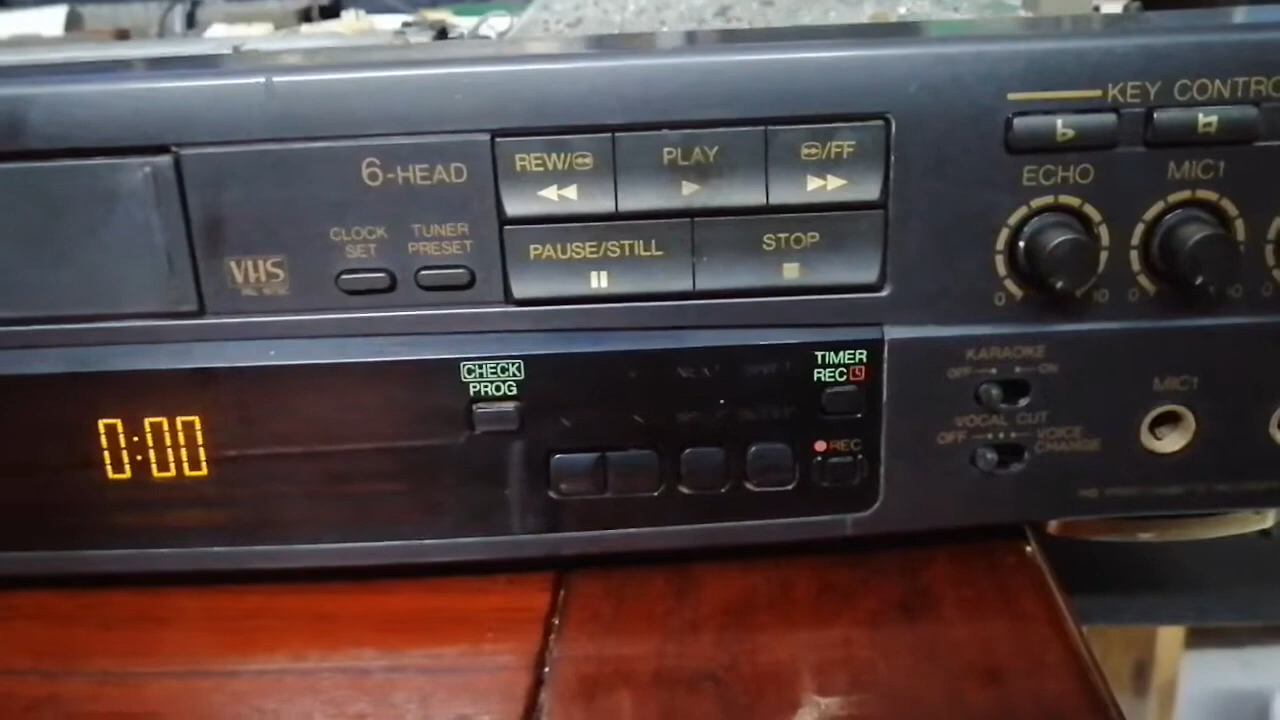 KEY CONTRO
6-HEAD
REW/
PLAY
/FF
ECHO
MIC1
CLOCK
SET
TUNER
PRESET
VHS
PAUSE/STILL
STOP
0
10
0
10
CHECK
PROG
TIMER
REC
KARAOKE
OFF
ON
MIC1
0:00
REC
VOCAL CUT
OFF
VOICE
CHANGE